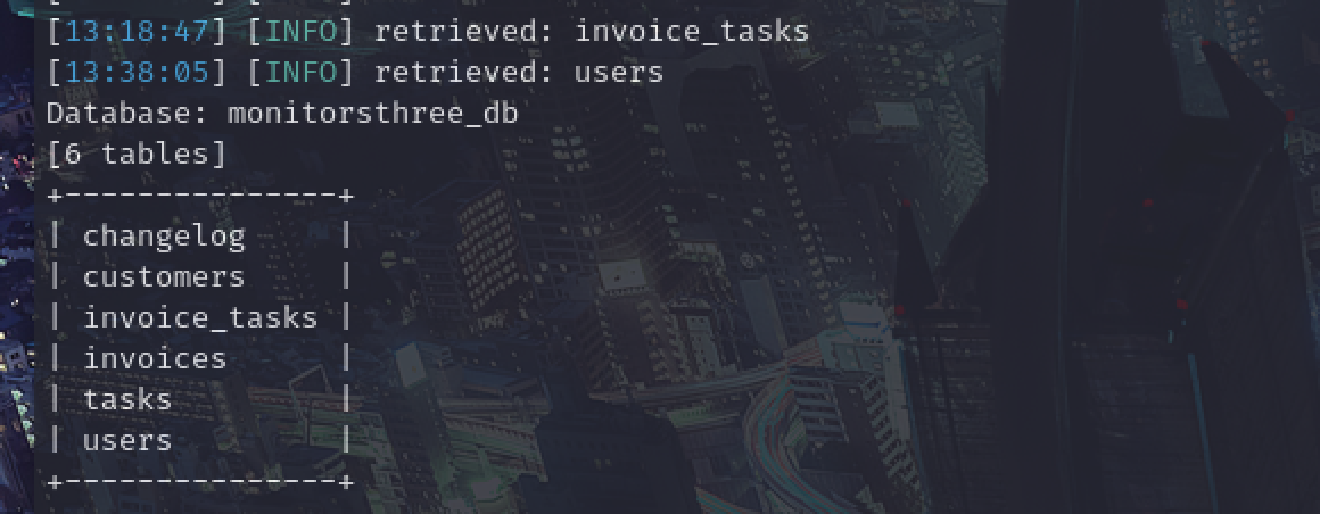 [13:18:47] [INFO] retrieved: invoice_tasks
[13:38:05] [INFO] retrieved: users
Database: monitorsthree_db
[6 tables]
+---------------+
| changelog     |
| customers     |
| invoice_tasks |
| invoices      |
| tasks         |
| users         |
+---------------+